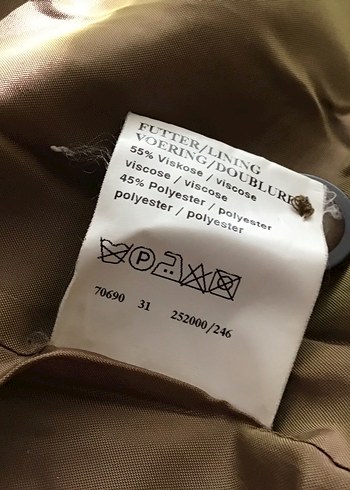 FUTTER/LINING
VOERING/DOUBLURE
55% Viskose / viscose
viscose / viscose
45% Polyester / polyester
polyester / polyester
P
70690 31 252000/246